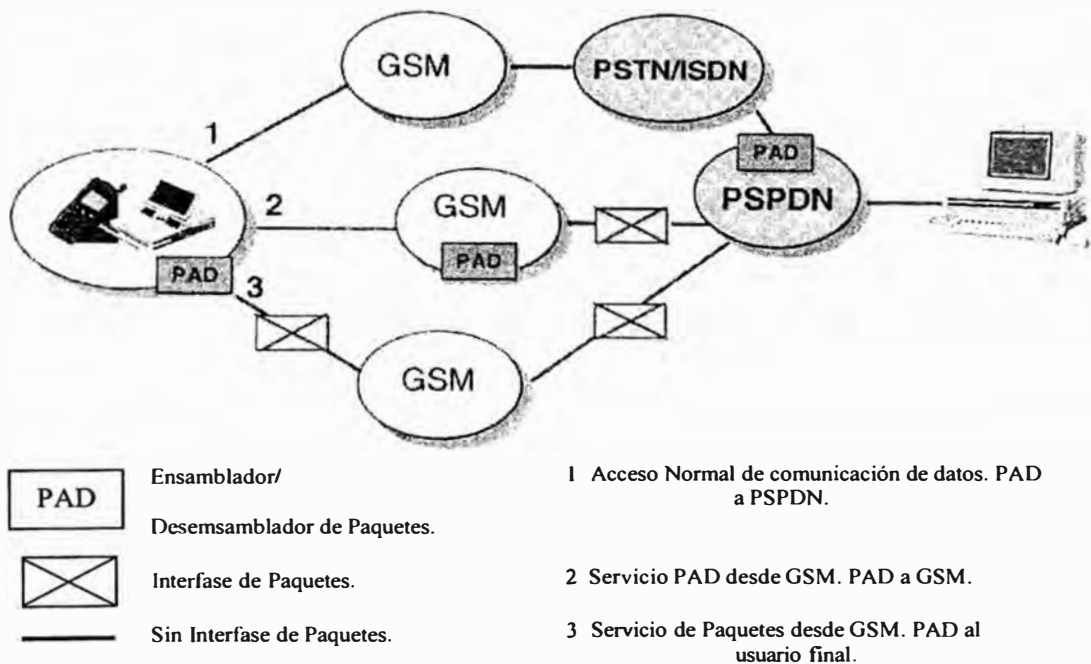 GSM
PSTN/ISDN
1
PAD
2
GSM
PSPDN
PAD
PAD
3
GSM
PAD
Ensamblador/
Desemsamblador de Paquetes.
Interfase de Paquetes.
Sin Interfase de Paquetes.
1 Acceso Normal de comunicación de datos. PAD
a PSPDN.
2 Servicio PAD desde GSM. PAD a GSM.
3 Servicio de Paquetes desde GSM. PAD al
usuario final.